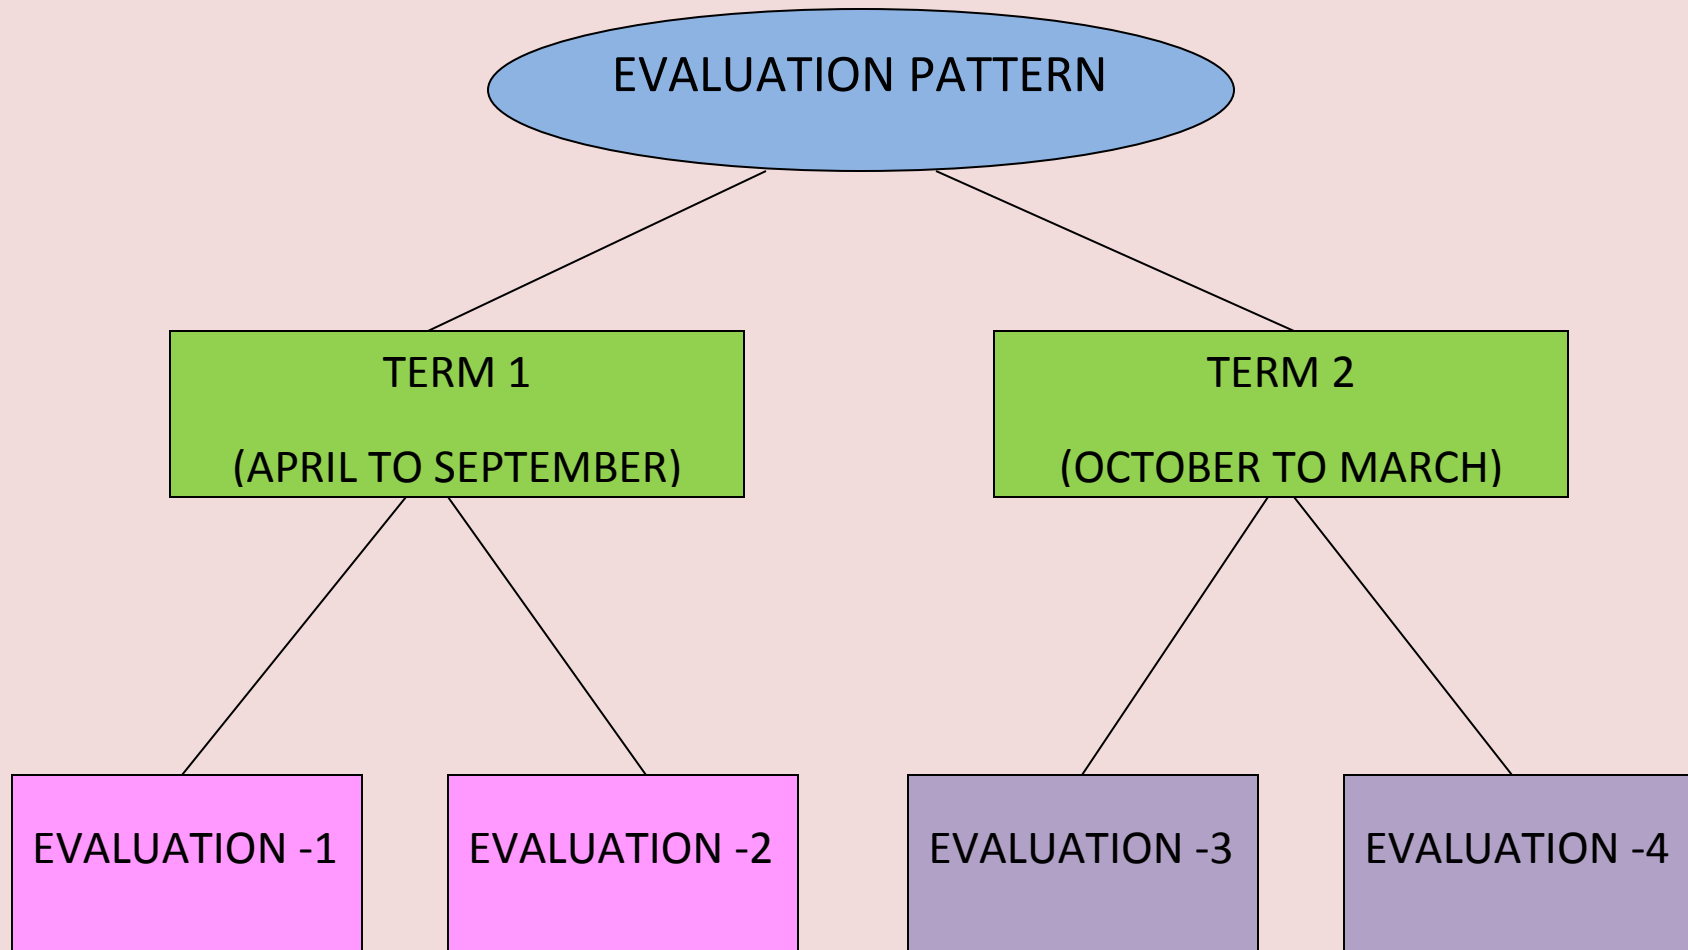 EVALUATION PATTERN
TERM 1
(APRIL TO SEPTEMBER)
TERM 2
(OCTOBER TO MARCH)
EVALUATION -1
EVALUATION -2
EVALUATION -3
EVALUATION -4